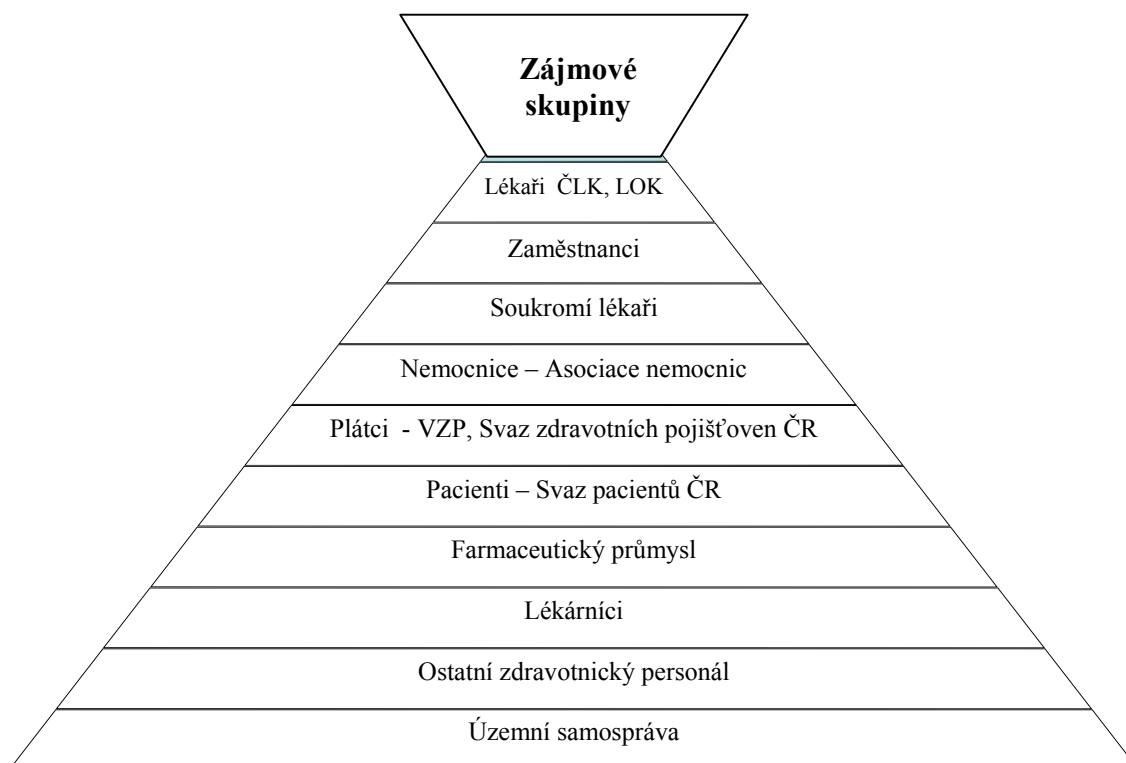 Zájmové
skupiny
Lékaři ČLK, LOK
Zaměstnanci
Soukromí lékaři
Nemocnice – Asociace nemocnic
Plátci - VZP, Svaz zdravotních pojišťoven ČR
Pacienti – Svaz pacientů ČR
Farmaceutický průmysl
Lékárníci
Ostatní zdravotnický personál
Územní samospráva